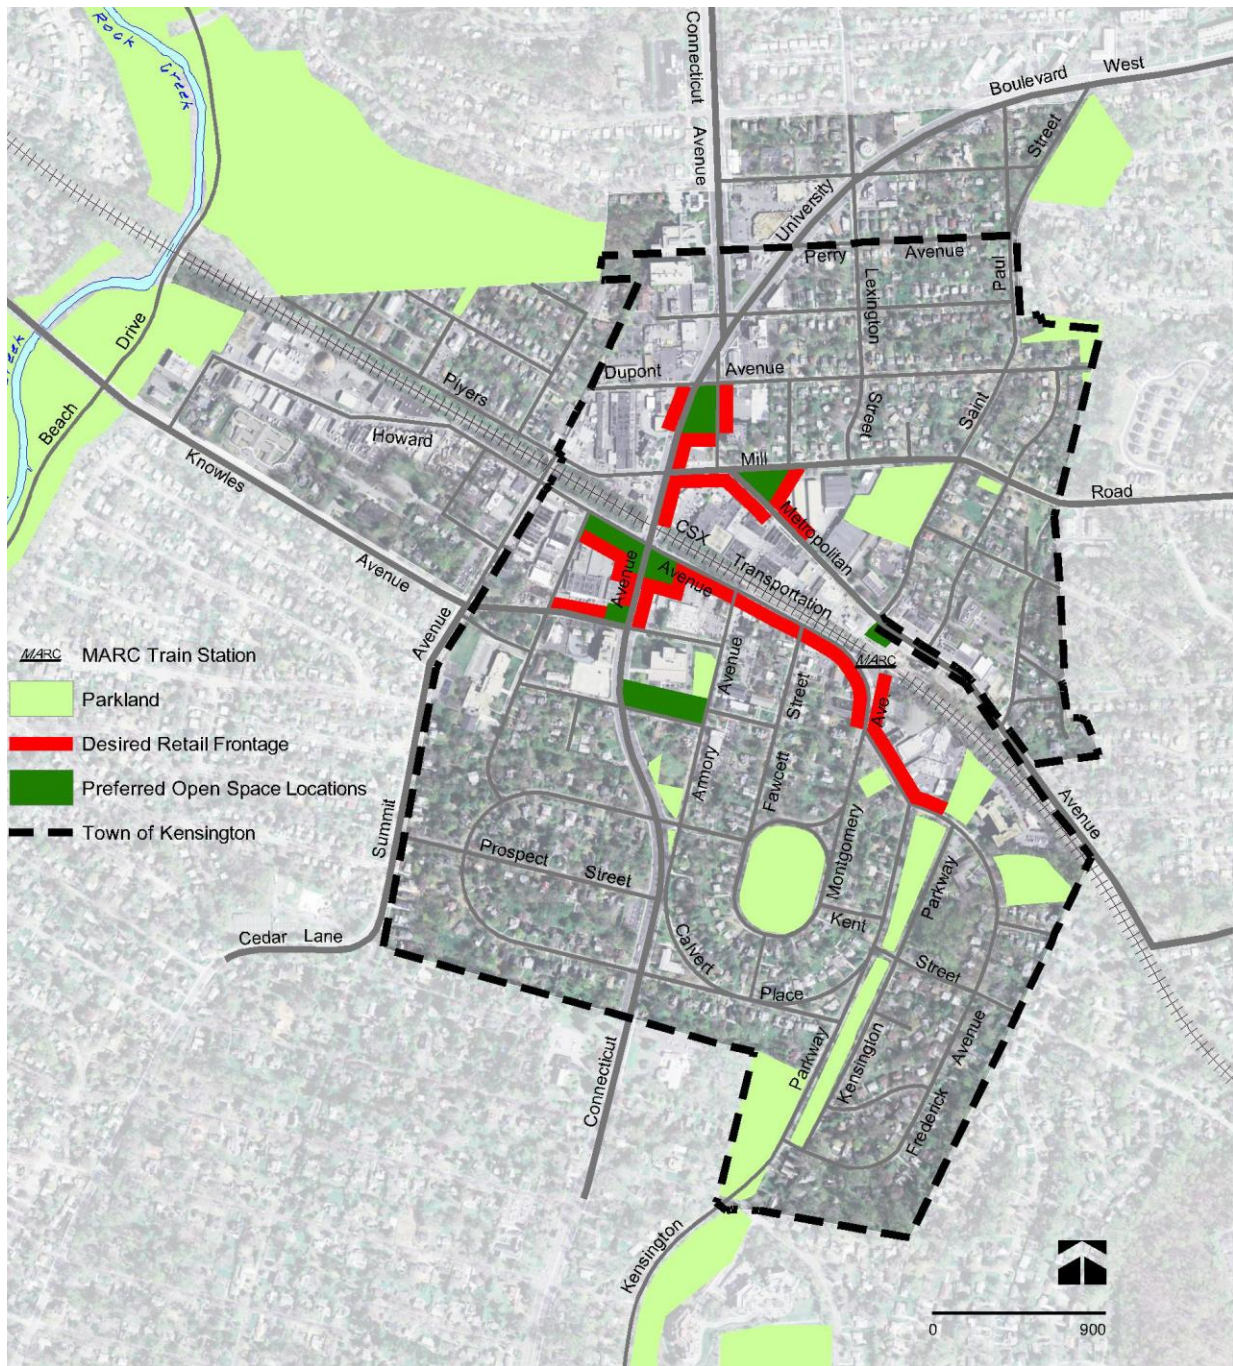 Rock
Creek
Connecticut
Avenue
Boulevard West
Street
University
Perry Avenue
Paul
Lexington
Drive
Beach
Plyers
Howard
Dupont Avenue
Street
Saint
Mill
Road
Creek
Knowles
Avenue
Metropolitan
CSX
Transportation
Avenue
Avenue
Avenue
MARC
Avenue
Street
Ave.
MARC MARC Train Station
Parkland
Desired Retail Frontage
Preferred Open Space Locations
Town of Kensington
Armory
Fawcett
Montgomery
Avenue
Summit
Prospect
Street
Parkway
Kent
Street
Cedar Lane
Calvert
Place
Avenue
Connecticut
Parkway
Kensington
Frederick
Kensington
0 900